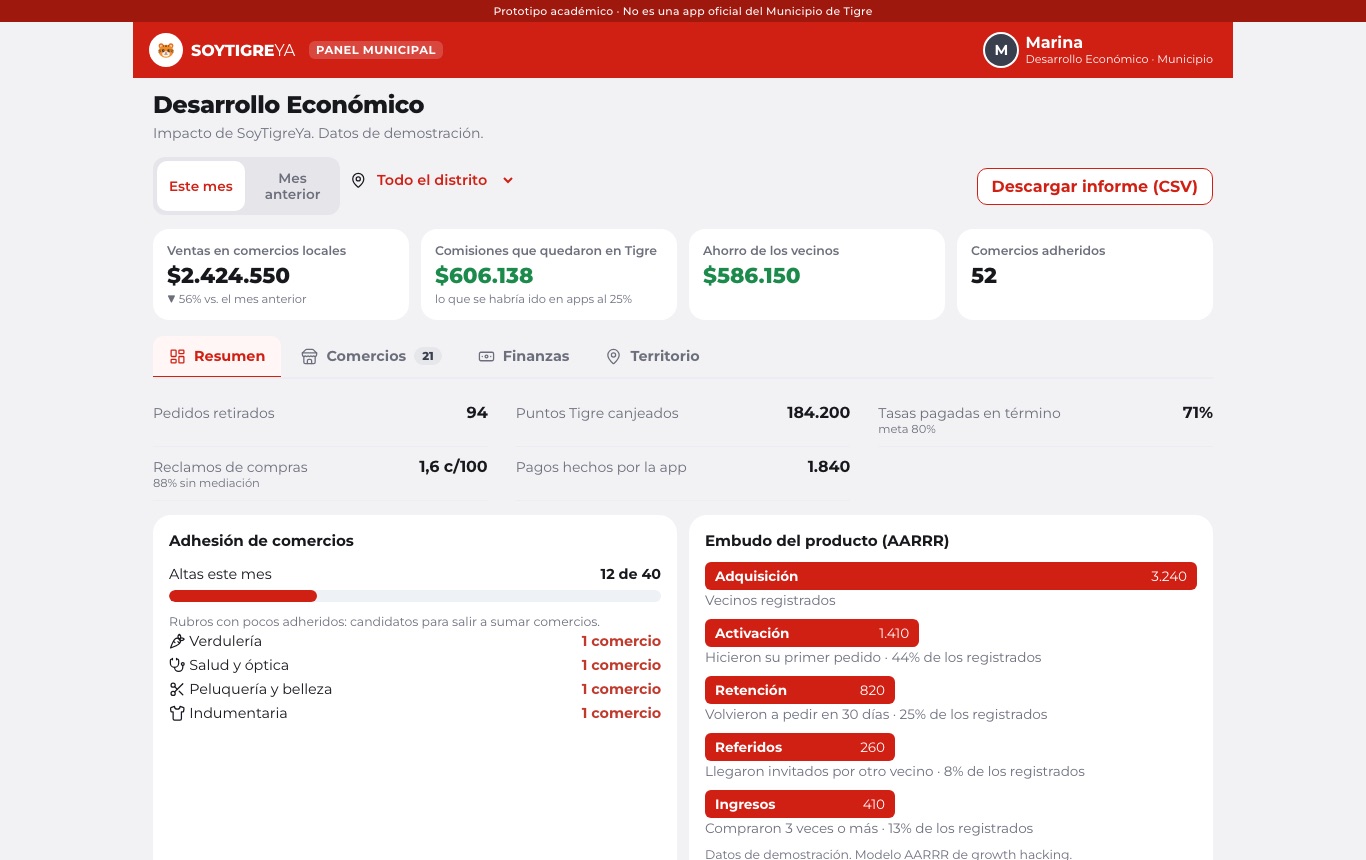 Prototipo académico · No es una app oficial del Municipio de Tigre
SOYTIGREYA
PANEL MUNICIPAL
M
Marina
Desarrollo Económico · Municipio
Desarrollo Económico
Impacto de SoyTigreYa. Datos de demostración.
Este mes
Mes
anterior
Todo el distrito
Descargar informe (CSV)
Ventas en comercios locales
$2.424.550
▼ 56% vs. el mes anterior
Comisiones que quedaron en Tigre
$606.138
lo que se habría ido en apps al 25%
Ahorro de los vecinos
$586.150
Comercios adheridos
52
Resumen
Comercios 21
Finanzas
Territorio
Pedidos retirados 94
Puntos Tigre canjeados 184.200
Tasas pagadas en término 71%
meta 80%
Reclamos de compras 1,6 c/100
88% sin mediación
Pagos hechos por la app 1.840
Adhesión de comercios
Altas este mes 12 de 40
Rubros con pocos adheridos: candidatos para salir a sumar comercios.
Verdulería 1 comercio
Salud y óptica 1 comercio
Peluquería y belleza 1 comercio
Indumentaria 1 comercio
Embudo del producto (AARRR)
Adquisición 3.240
Vecinos registrados
Activación 1.410
Hicieron su primer pedido · 44% de los registrados
Retención 820
Volvieron a pedir en 30 días · 25% de los registrados
Referidos 260
Llegaron invitados por otro vecino · 8% de los registrados
Ingresos 410
Compraron 3 veces o más · 13% de los registrados
Datos de demostración. Modelo AARRR de growth hacking.